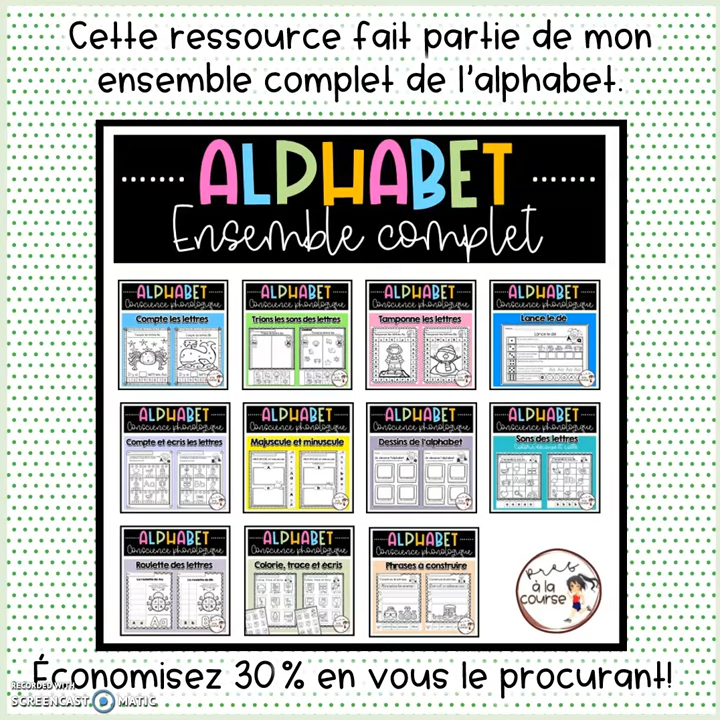 Cette ressource fait partie de mon
ensemble complet de l'alphabet.
ALPHABET
Ensemble complet
ALPHABET ALPHABET ALPHABET ALPHABET
Conscience phonologique Conscience phonologique Conscience phonologique Conscience phonologique
Compte les lettres Trions les sons des lettres Tamponne les lettres Lance le dé
Lance le dé
ALPHABET ALPHABET ALPHABET ALPHABET
Conscience phonologique Conscience phonologique Conscience phonologique Conscience phonologique
Compte et écris les lettres Majuscule et minuscule Dessins de l'alphabet Sons des lettres
ALPHABET ALPHABET ALPHABET
Conscience phonologique Conscience phonologique Conscience phonologique
Roulette des lettres Colorie, trace et écris Phrases à construire
prés
à la
course
Économisez 30 % en vous le procurant!
RECORDED WITH
SCREENCAST-O-MATIC